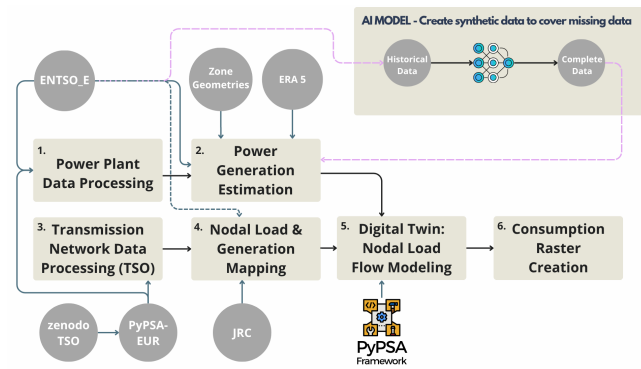 AI MODEL - Create synthetic data to cover missing data
Historical
Data
Complete
Data
ENTSO_E
Zone
Geometries
ERA 5
1.
Power Plant
Data Processing
2.
Power
Generation
Estimation
3.
Transmission
Network Data
Processing (TSO)
4.
Nodal Load &
Generation
Mapping
5.
Digital Twin:
Nodal Load
Flow Modeling
6.
Consumption
Raster
Creation
zenodo
TSO
PyPSA-
EUR
JRC
PyPSA
Framework